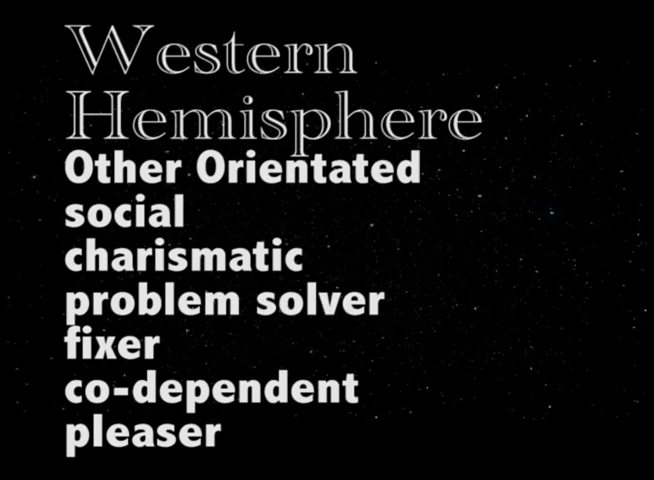 Western
Hemisphere
Other Orientated
social
charismatic
problem solver
fixer
co-dependent
pleaser